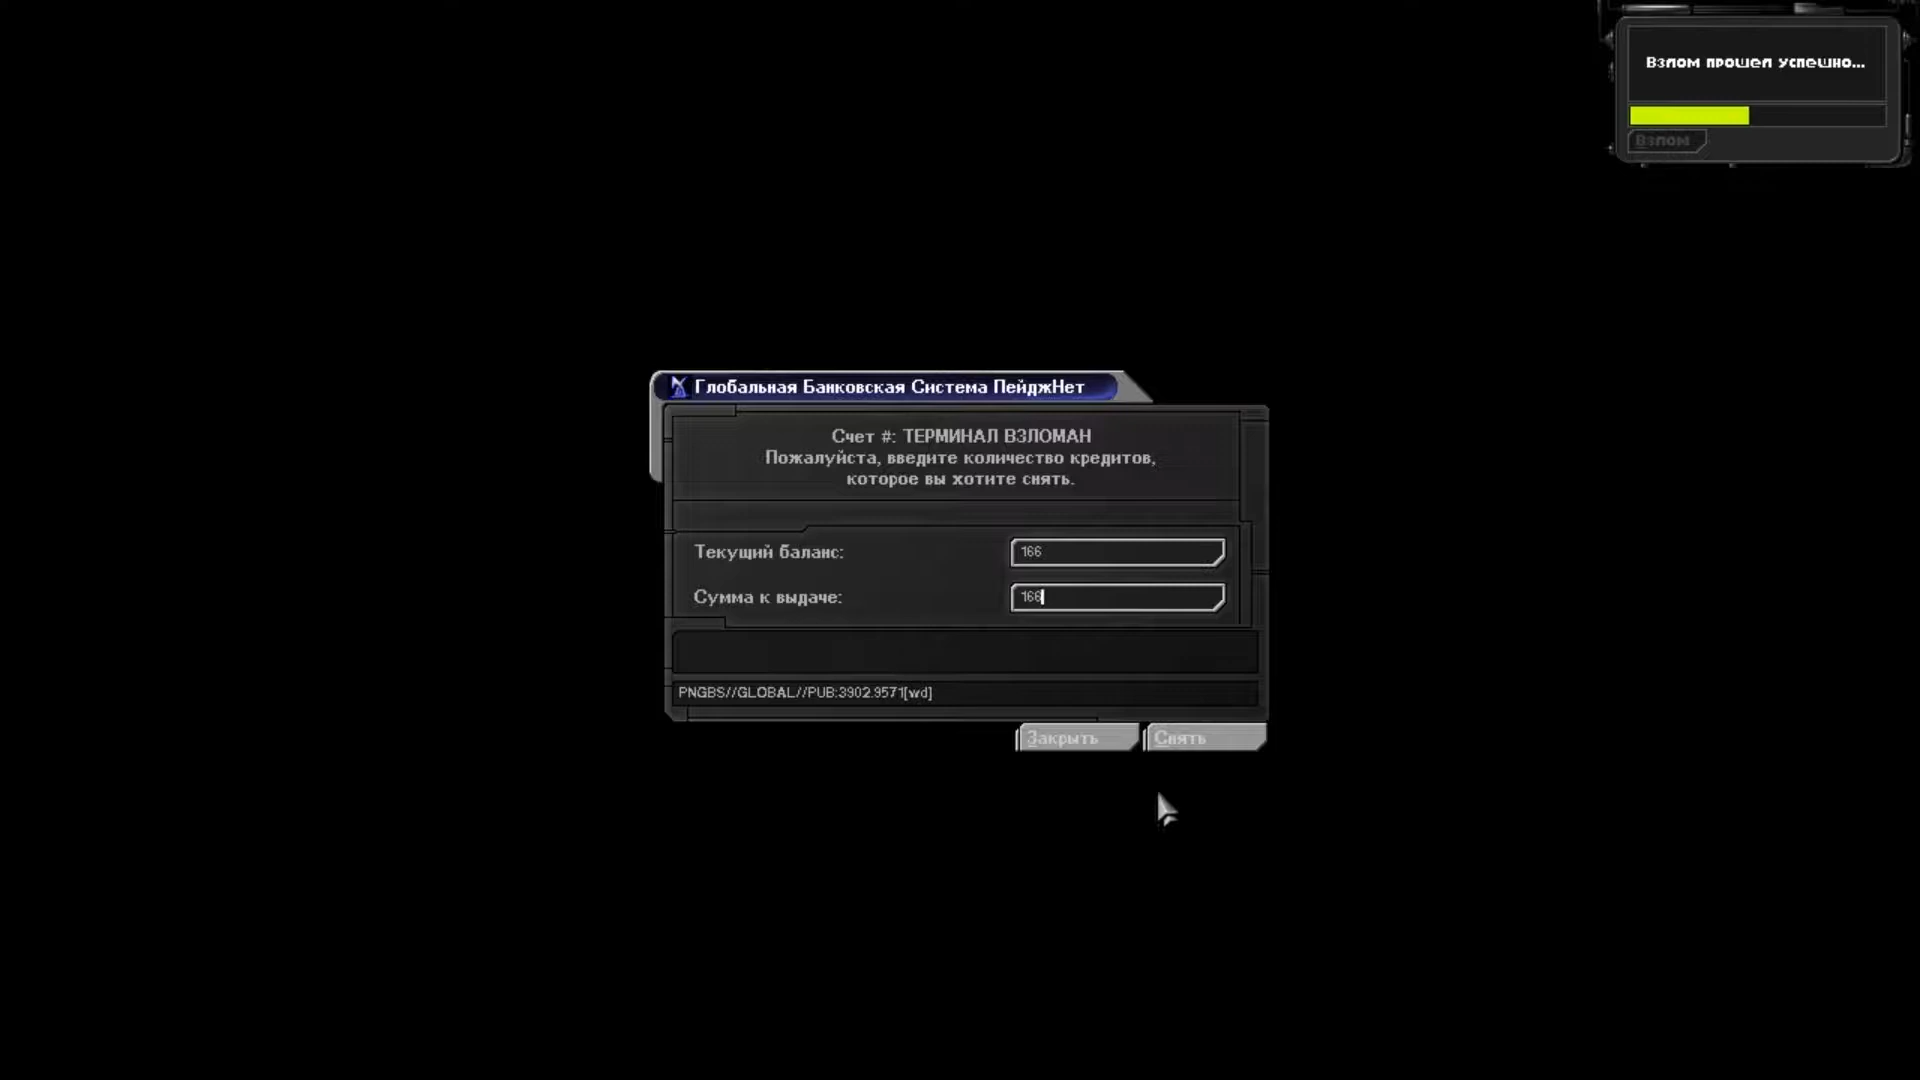 Взлом прошел успешно...
Взлом
Глобальная Банковская Система ПейджНет
Счет #: ТЕРМИНАЛ ВЗЛОМАН
Пожалуйста, введите количество кредитов,
которое вы хотите снять.
Текущий баланс: 166
Сумма к выдаче: 166
PNGBS//GLOBAL//PUB:3902.9571[wd]
Закрыть Снять